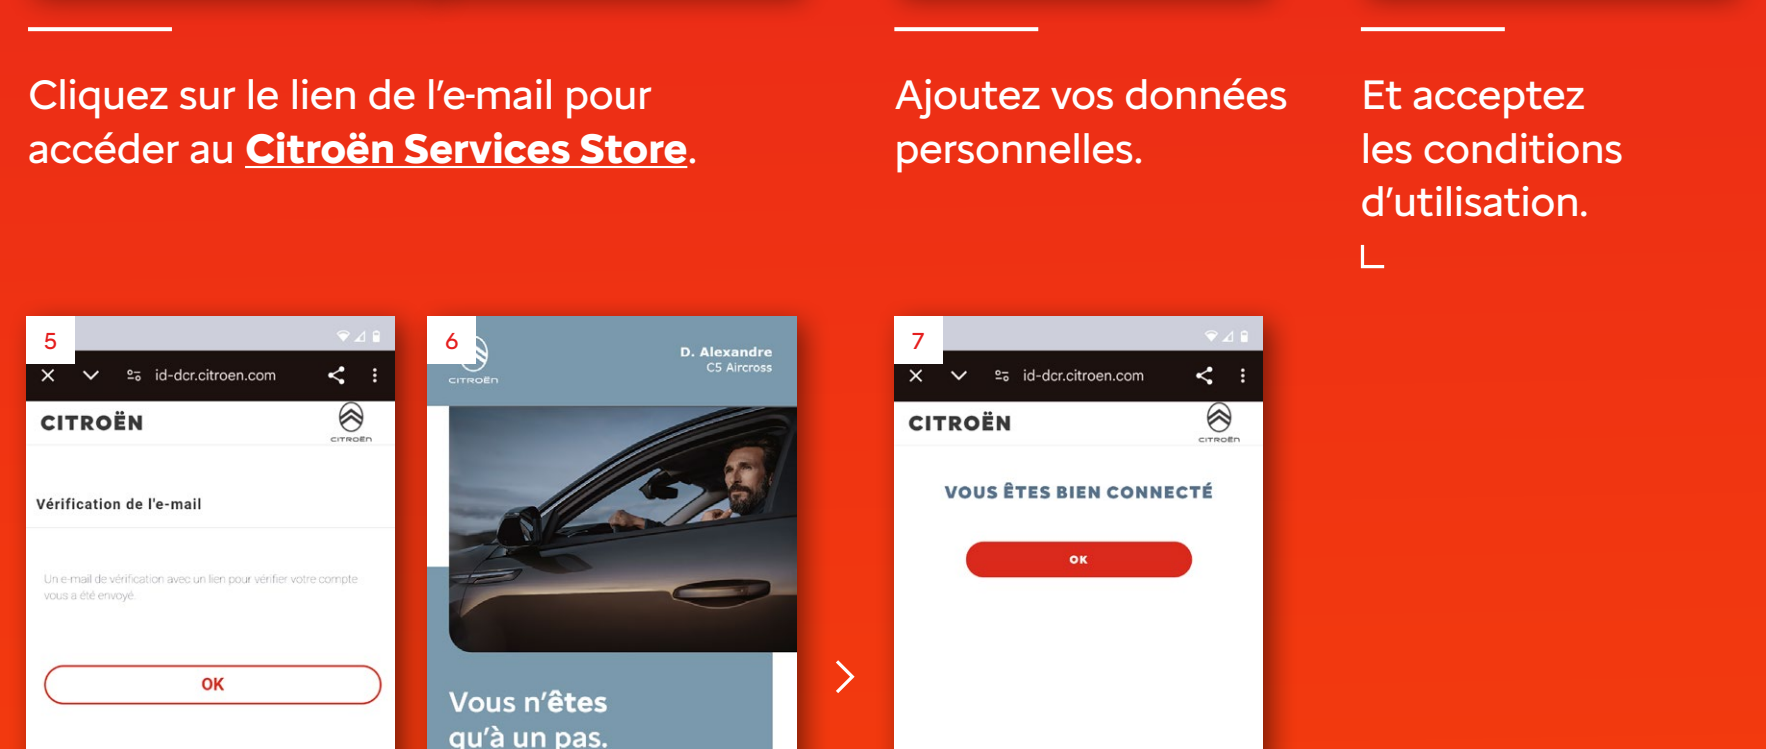 Cliquez sur le lien de l'e-mail pour
accéder au Citroën Services Store.
Ajoutez vos données
personnelles.
Et acceptez
les conditions
d'utilisation.
5
id-dcr.citroen.com
CITROËN
CITROËN
Vérification de l'e-mail
Un e-mail de vérification avec un lien pour vérifier votre compte
vous a été envoyé.
OK
6
CITROËN
D. Alexandre
C5 Aircross
Vous n'êtes
qu'à un pas.
7
id-dcr.citroen.com
CITROËN
CITROËN
VOUS ÊTES BIEN CONNECTÉ
OK